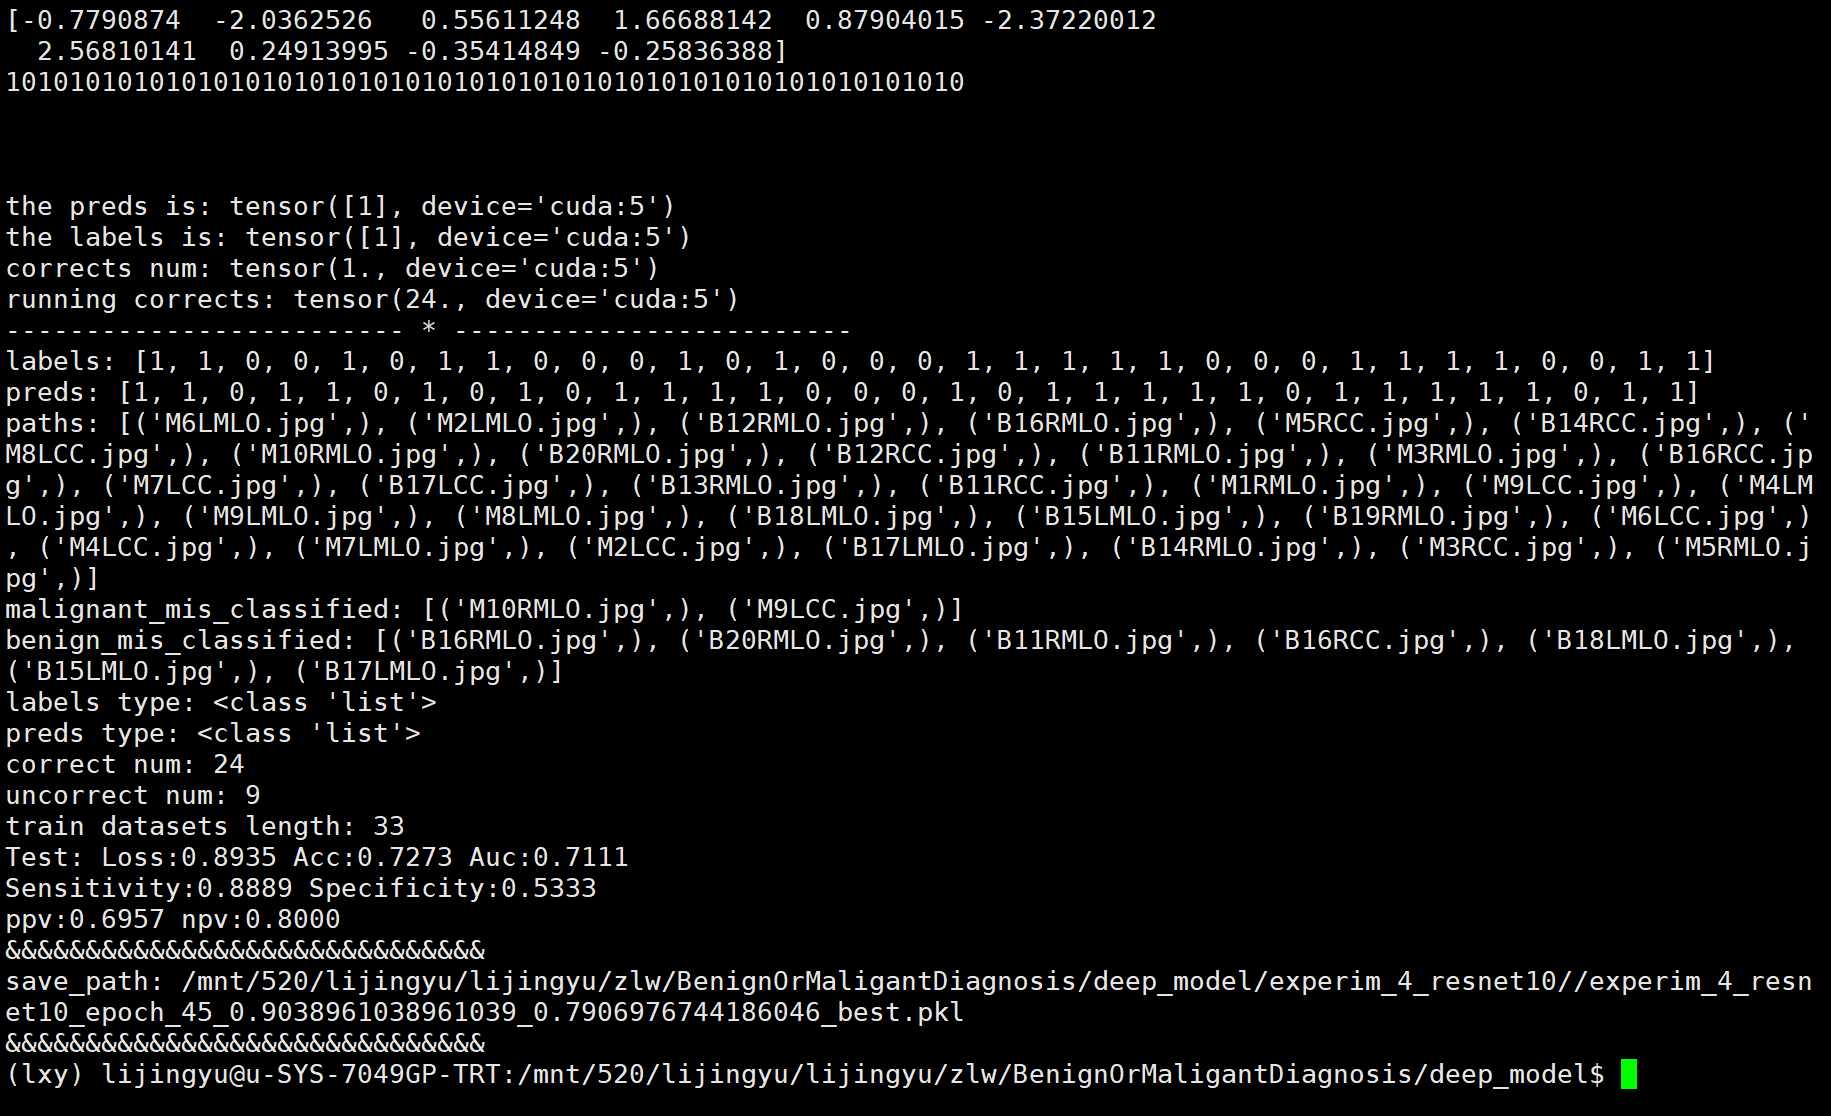 [-0.7790874  -2.0362526   0.55611248  1.66688142  0.87904015 -2.37220012
  2.56810141  0.24913995 -0.35414849 -0.25836388]
101010101010101010101010101010101010101010101010101010101010
the preds is: tensor([1], device='cuda:5')
the labels is: tensor([1], device='cuda:5')
corrects num: tensor(1., device='cuda:5')
running corrects: tensor(24., device='cuda:5')
------------------------- * -------------------------
labels: [1, 1, 0, 0, 1, 0, 1, 1, 0, 0, 0, 1, 0, 1, 0, 0, 0, 1, 1, 1, 1, 1, 0, 0, 0, 1, 1, 1, 1, 0, 0, 1, 1]
preds: [1, 1, 0, 1, 1, 0, 1, 0, 1, 0, 1, 1, 1, 1, 0, 0, 0, 1, 0, 1, 1, 1, 1, 1, 0, 1, 1, 1, 1, 1, 0, 1, 1]
paths: [('M6LMLO.jpg',), ('M2LMLO.jpg',), ('B12RMLO.jpg',), ('B16RMLO.jpg',), ('M5RCC.jpg',), ('B14RCC.jpg',), ('
M8LCC.jpg',), ('M10RMLO.jpg',), ('B20RMLO.jpg',), ('B12RCC.jpg',), ('B11RMLO.jpg',), ('M3RMLO.jpg',), ('B16RCC.jp
g',), ('M7LCC.jpg',), ('B17LCC.jpg',), ('B13RMLO.jpg',), ('B11RCC.jpg',), ('M1RMLO.jpg',), ('M9LCC.jpg',), ('M4LM
LO.jpg',), ('M9LMLO.jpg',), ('M8LMLO.jpg',), ('B18LMLO.jpg',), ('B15LMLO.jpg',), ('B19RMLO.jpg',), ('M6LCC.jpg',)
, ('M4LCC.jpg',), ('M7LMLO.jpg',), ('M2LCC.jpg',), ('B17LMLO.jpg',), ('B14RMLO.jpg',), ('M3RCC.jpg',), ('M5RMLO.j
pg',)]
malignant_mis_classified: [('M10RMLO.jpg',), ('M9LCC.jpg',)]
benign_mis_classified: [('B16RMLO.jpg',), ('B20RMLO.jpg',), ('B11RMLO.jpg',), ('B16RCC.jpg',), ('B18LMLO.jpg',),
('B15LMLO.jpg',), ('B17LMLO.jpg',)]
labels type: <class 'list'>
preds type: <class 'list'>
correct num: 24
uncorrect num: 9
train datasets length: 33
Test: Loss:0.8935 Acc:0.7273 Auc:0.7111
Sensitivity:0.8889 Specificity:0.5333
ppv:0.6957 npv:0.8000
&&&&&&&&&&&&&&&&&&&&&&&&&&&&&&
save_path: /mnt/520/lijingyu/lijingyu/zlw/BenignOrMaligantDiagnosis/deep_model/experim_4_resnet10//experim_4_resn
et10_epoch_45_0.9038961038961039_0.7906976744186046_best.pkl
&&&&&&&&&&&&&&&&&&&&&&&&&&&&&&
(lxy) lijingyu@u-SYS-7049GP-TRT:/mnt/520/lijingyu/lijingyu/zlw/BenignOrMaligantDiagnosis/deep_model$